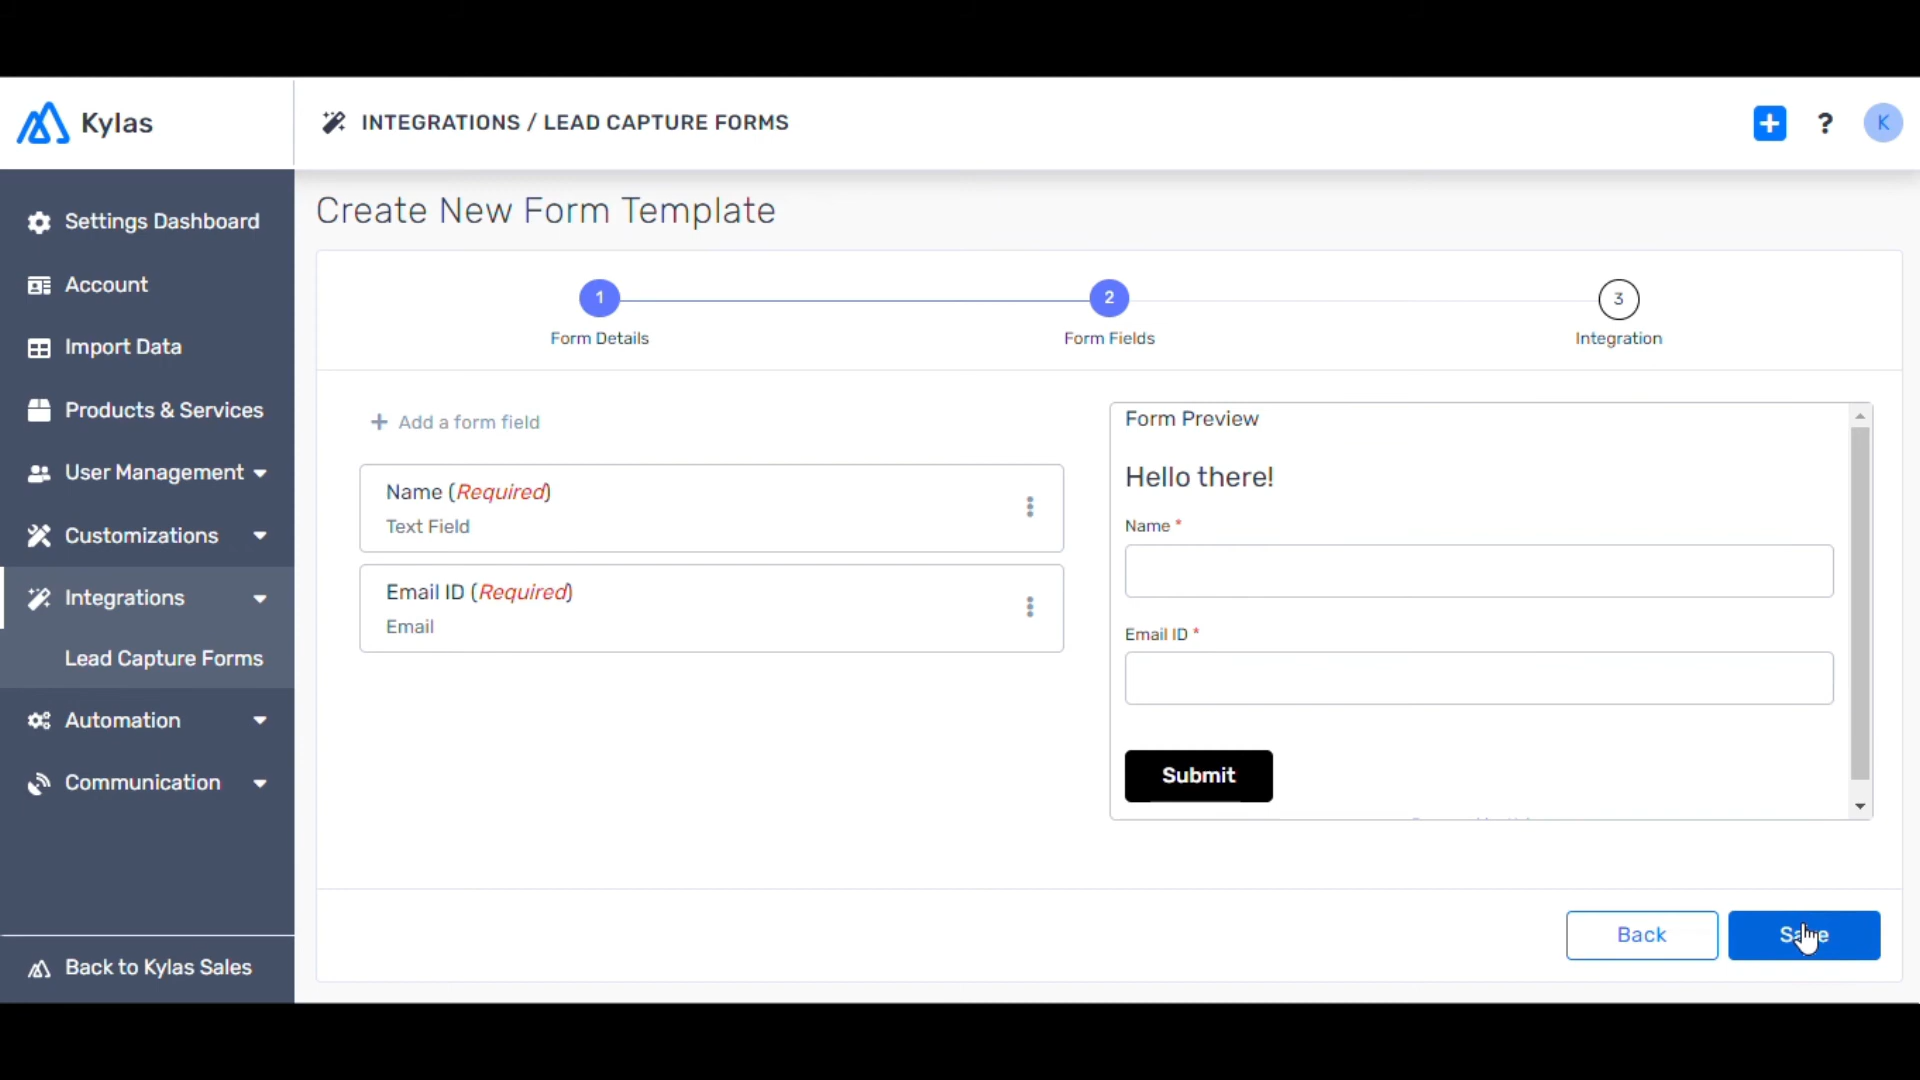 Kylas
INTEGRATIONS / LEAD CAPTURE FORMS
+
?
K
Settings Dashboard
Account
Import Data
Products & Services
User Management
Customizations
Integrations
Lead Capture Forms
Automation
Communication
Back to Kylas Sales
Create New Form Template
1
2
3
Form Details
Form Fields
Integration
+ Add a form field
Name (Required)
Text Field
Email ID (Required)
Email
Form Preview
Hello there!
Name *
Email ID *
Submit
Back
Save